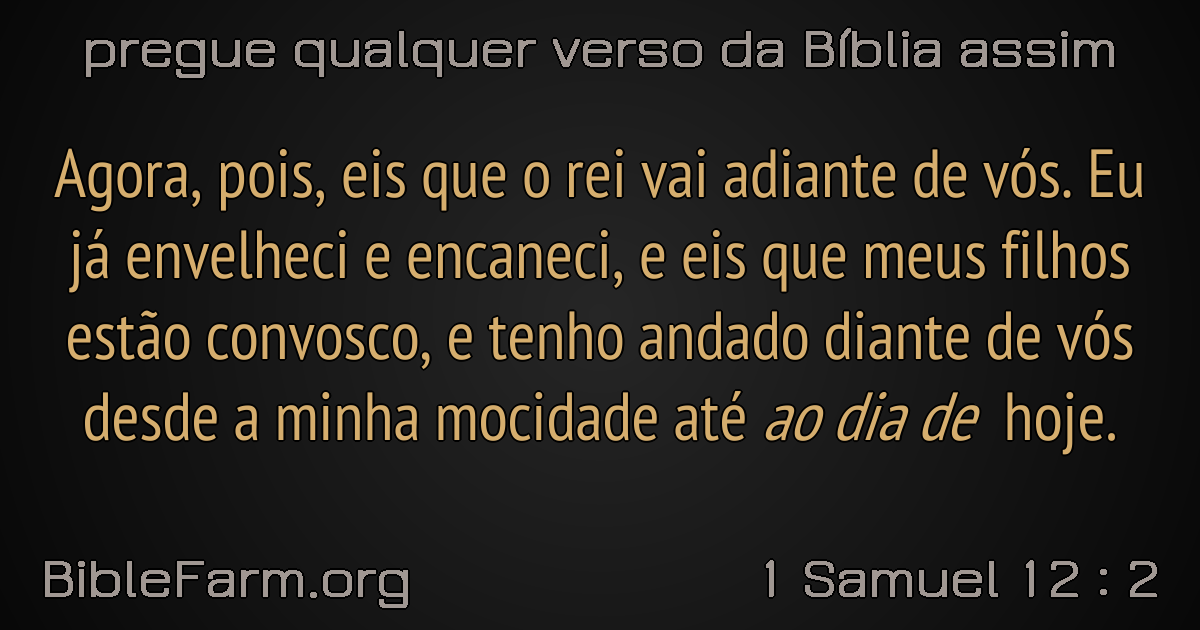 pregue qualquer verso da Bíblia assim
Agora, pois, eis que o rei vai adiante de vós. Eu
já envelheci e encaneci, e eis que meus filhos
estão convosco, e tenho andado diante de vós
desde a minha mocidade até ao dia de hoje.
BibleFarm.org
1 Samuel 12 : 2